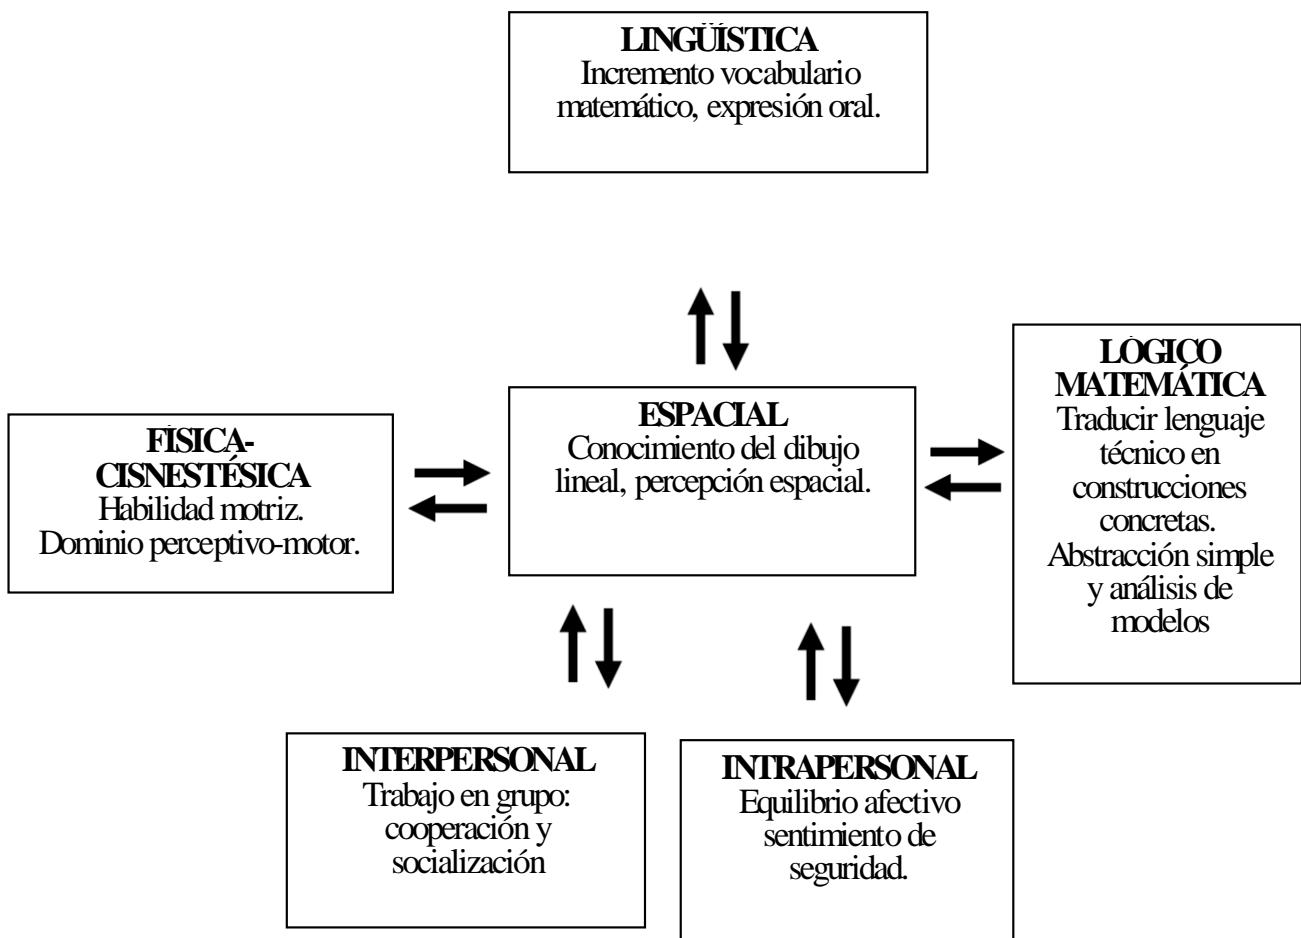 LINGÜÍSTICA
Incremento vocabulario
matemático, expresión oral.
FÍSICA-
CISNESTÉSICA
Habilidad motriz.
Dominio perceptivo-motor.
ESPACIAL
Conocimiento del dibujo
lineal, percepción espacial.
LÓGICO
MATEMÁTICA
Traducir lenguaje
técnico en
construcciones
concretas.
Abstracción simple
y análisis de
modelos
INTERPERSONAL
Trabajo en grupo:
cooperación y
socialización
INTRAPERSONAL
Equilibrio afectivo
sentimiento de
seguridad.